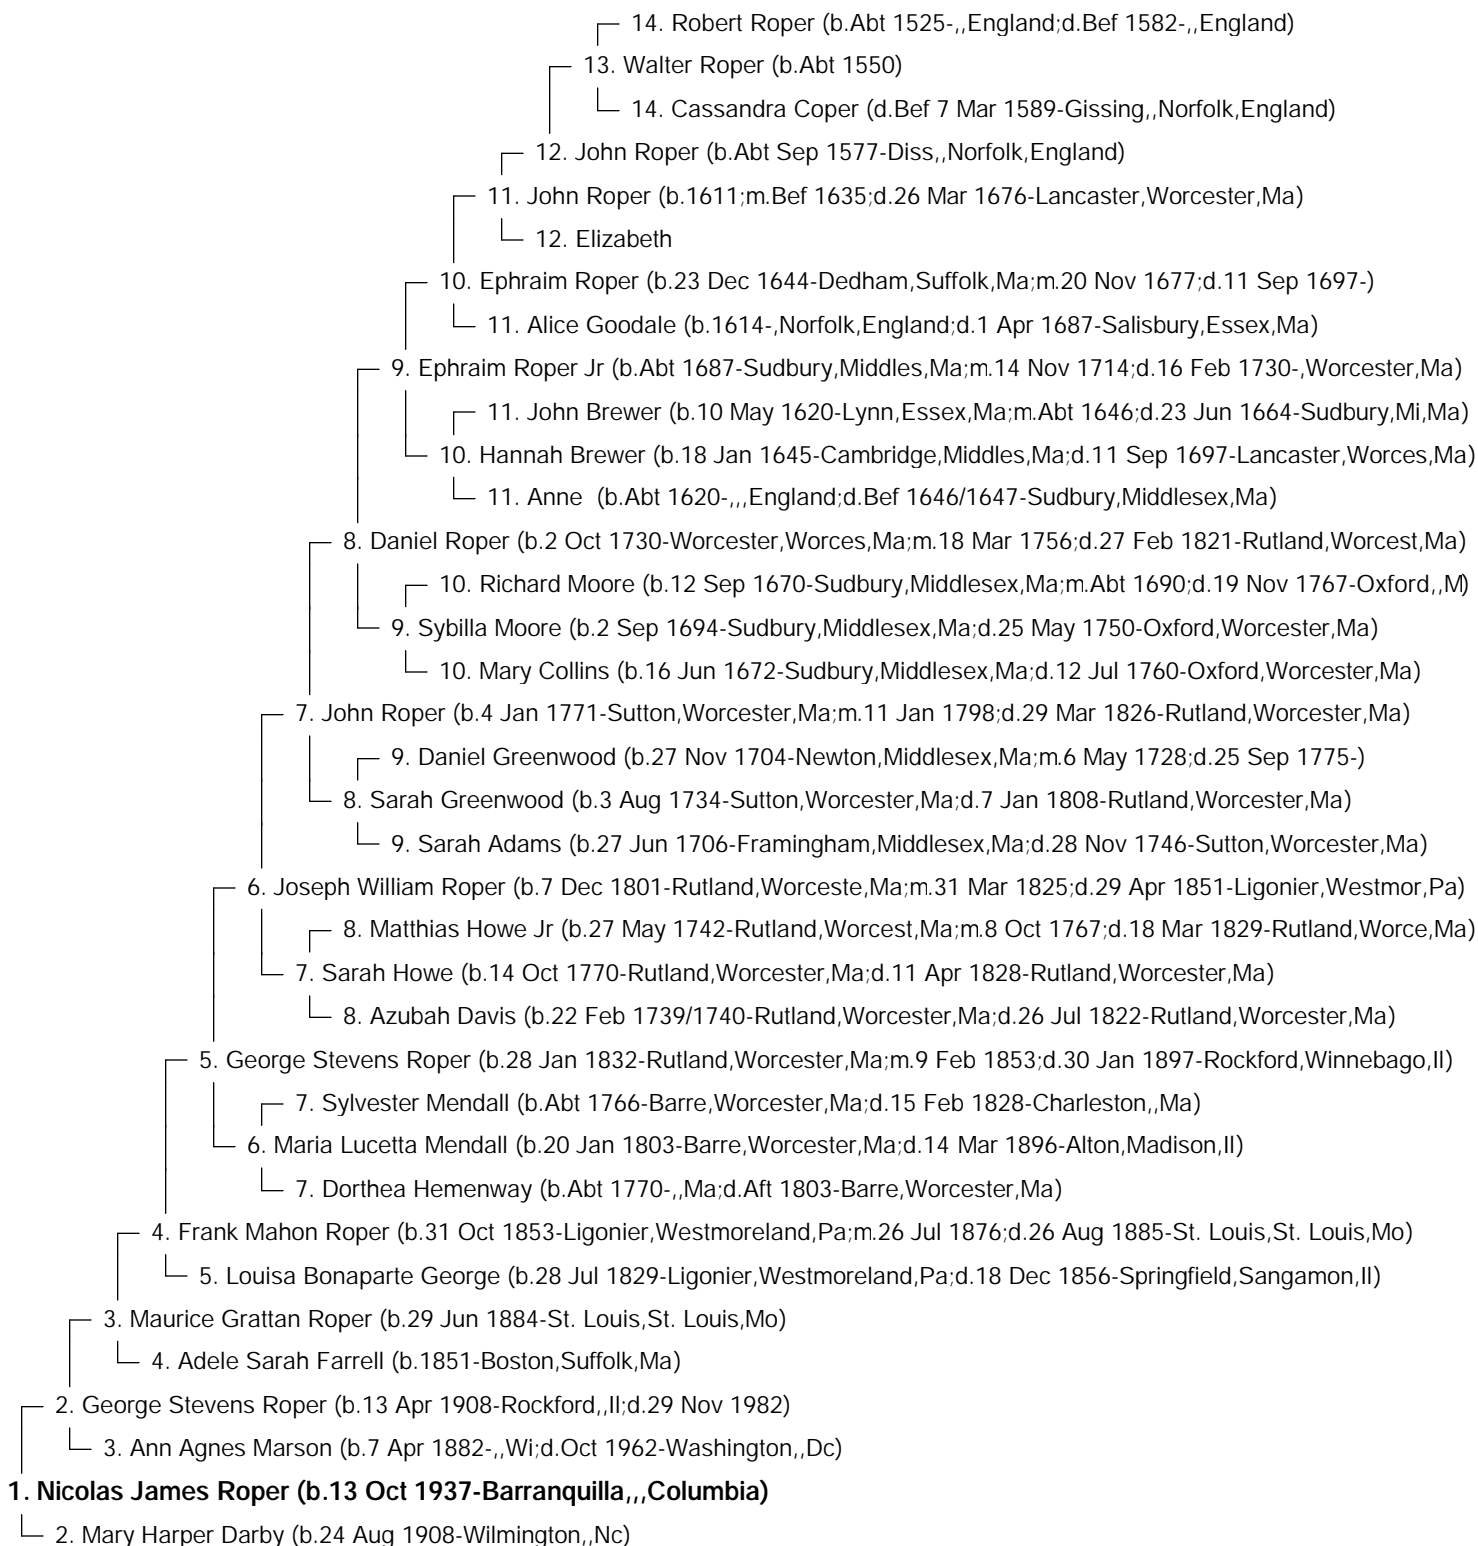 14. Robert Roper (b.Abt 1525-,,England;d.Bef 1582-,,England)
13. Walter Roper (b.Abt 1550)
14. Cassandra Coper (d.Bef 7 Mar 1589-Gissing,,Norfolk,England)
12. John Roper (b.Abt Sep 1577-Diss,,Norfolk,England)
11. John Roper (b.1611;m.Bef 1635;d.26 Mar 1676-Lancaster,Worcester,Ma)
12. Elizabeth
10. Ephraim Roper (b.23 Dec 1644-Dedham,Suffolk,Ma;m.20 Nov 1677;d.11 Sep 1697-)
11. Alice Goodale (b.1614-,Norfolk,England;d.1 Apr 1687-Salisbury,Essex,Ma)
9. Ephraim Roper Jr (b.Abt 1687-Sudbury,Middles,Ma;m.14 Nov 1714;d.16 Feb 1730-,Worcester,Ma)
11. John Brewer (b.10 May 1620-Lynn,Essex,Ma;m.Abt 1646;d.23 Jun 1664-Sudbury,Mi,Ma)
10. Hannah Brewer (b.18 Jan 1645-Cambridge,Middles,Ma;d.11 Sep 1697-Lancaster,Worces,Ma)
11. Anne (b.Abt 1620-,,,England;d.Bef 1646/1647-Sudbury,Middlesex,Ma)
8. Daniel Roper (b.2 Oct 1730-Worcester,Worces,Ma;m.18 Mar 1756;d.27 Feb 1821-Rutland,Worcest,Ma)
10. Richard Moore (b.12 Sep 1670-Sudbury,Middlesex,Ma;m.Abt 1690;d.19 Nov 1767-Oxford,,M)
9. Sybilla Moore (b.2 Sep 1694-Sudbury,Middlesex,Ma;d.25 May 1750-Oxford,Worcester,Ma)
10. Mary Collins (b.16 Jun 1672-Sudbury,Middlesex,Ma;d.12 Jul 1760-Oxford,Worcester,Ma)
7. John Roper (b.4 Jan 1771-Sutton,Worcester,Ma;m.11 Jan 1798;d.29 Mar 1826-Rutland,Worcester,Ma)
9. Daniel Greenwood (b.27 Nov 1704-Newton,Middlesex,Ma;m.6 May 1728;d.25 Sep 1775-)
8. Sarah Greenwood (b.3 Aug 1734-Sutton,Worcester,Ma;d.7 Jan 1808-Rutland,Worcester,Ma)
9. Sarah Adams (b.27 Jun 1706-Framingham,Middlesex,Ma;d.28 Nov 1746-Sutton,Worcester,Ma)
6. Joseph William Roper (b.7 Dec 1801-Rutland,Worceste,Ma;m.31 Mar 1825;d.29 Apr 1851-Ligonier,Westmor,Pa)
8. Matthias Howe Jr (b.27 May 1742-Rutland,Worcest,Ma;m.8 Oct 1767;d.18 Mar 1829-Rutland,Worce,Ma)
7. Sarah Howe (b.14 Oct 1770-Rutland,Worcester,Ma;d.11 Apr 1828-Rutland,Worcester,Ma)
8. Azubah Davis (b.22 Feb 1739/1740-Rutland,Worcester,Ma;d.26 Jul 1822-Rutland,Worcester,Ma)
5. George Stevens Roper (b.28 Jan 1832-Rutland,Worcester,Ma;m.9 Feb 1853;d.30 Jan 1897-Rockford,Winnebago,Il)
7. Sylvester Mendall (b.Abt 1766-Barre,Worcester,Ma;d.15 Feb 1828-Charleston,,Ma)
6. Maria Lucetta Mendall (b.20 Jan 1803-Barre,Worcester,Ma;d.14 Mar 1896-Alton,Madison,Il)
7. Dorthea Hemenway (b.Abt 1770-,,Ma;d.Aft 1803-Barre,Worcester,Ma)
4. Frank Mahon Roper (b.31 Oct 1853-Ligonier,Westmoreland,Pa;m.26 Jul 1876;d.26 Aug 1885-St. Louis,St. Louis,Mo)
5. Louisa Bonaparte George (b.28 Jul 1829-Ligonier,Westmoreland,Pa;d.18 Dec 1856-Springfield,Sangamon,Il)
3. Maurice Grattan Roper (b.29 Jun 1884-St. Louis,St. Louis,Mo)
4. Adele Sarah Farrell (b.1851-Boston,Suffolk,Ma)
2. George Stevens Roper (b.13 Apr 1908-Rockford,,Il;d.29 Nov 1982)
3. Ann Agnes Marson (b.7 Apr 1882-,,Wi;d.Oct 1962-Washington,,Dc)
1. Nicolas James Roper (b.13 Oct 1937-Barranquilla,,,Columbia)
2. Mary Harper Darby (b.24 Aug 1908-Wilmington,,Nc)